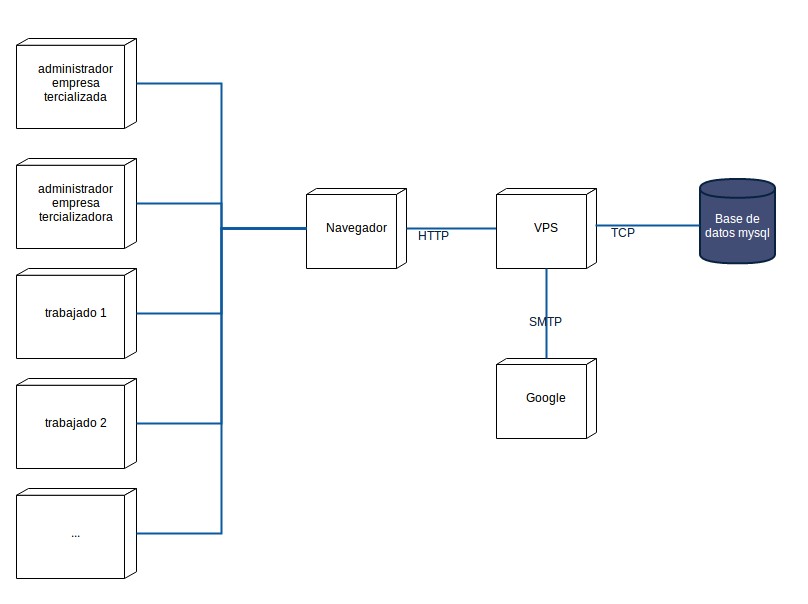 administrador
empresa
tercializada
administrador
empresa
tercializadora
trabajado 1
trabajado 2
...
Navegador
HTTP
VPS
TCP
Base de
datos mysql
SMTP
Google